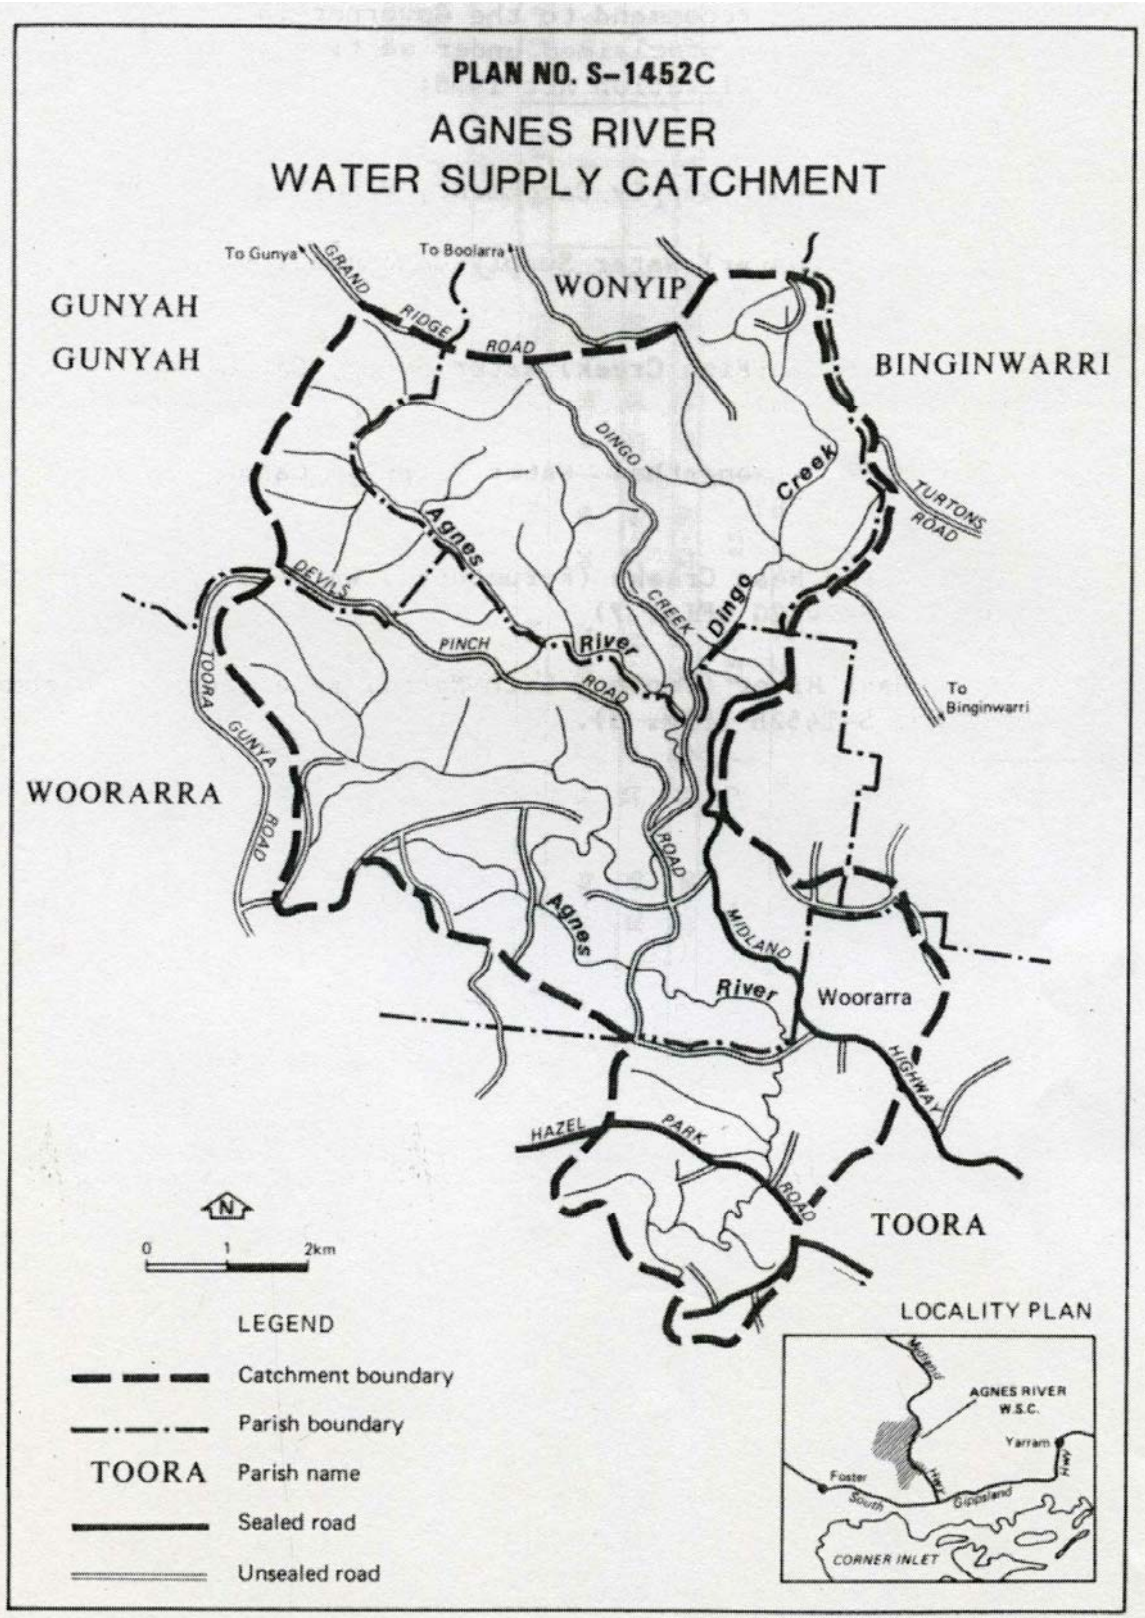 PLAN NO. S-1452C
AGNES RIVER
WATER SUPPLY CATCHMENT
To Gunya
To Boolarra
GRAND
RIDGE
ROAD
WONYIP
GUNYAH
GUNYAH
BINGINWARRI
DINGO
CREEK
ROAD
Creek
Dingo
TURTONS
ROAD
Agnes
River
DEVILS
PINCH
ROAD
To
Binginwarri
TOORA
GUNYA
ROAD
WOORARRA
Agnes
River
MIDLAND
HIGHWAY
Woorarra
HAZEL
PARK
ROAD
TOORA
N
0 1 2km
LEGEND
Catchment boundary
Parish boundary
TOORA Parish name
Sealed road
Unsealed road
LOCALITY PLAN
Midland
HWY
AGNES RIVER
W.S.C.
Yarram
Hwy
Foster
South
Gippsland
CORNER INLET